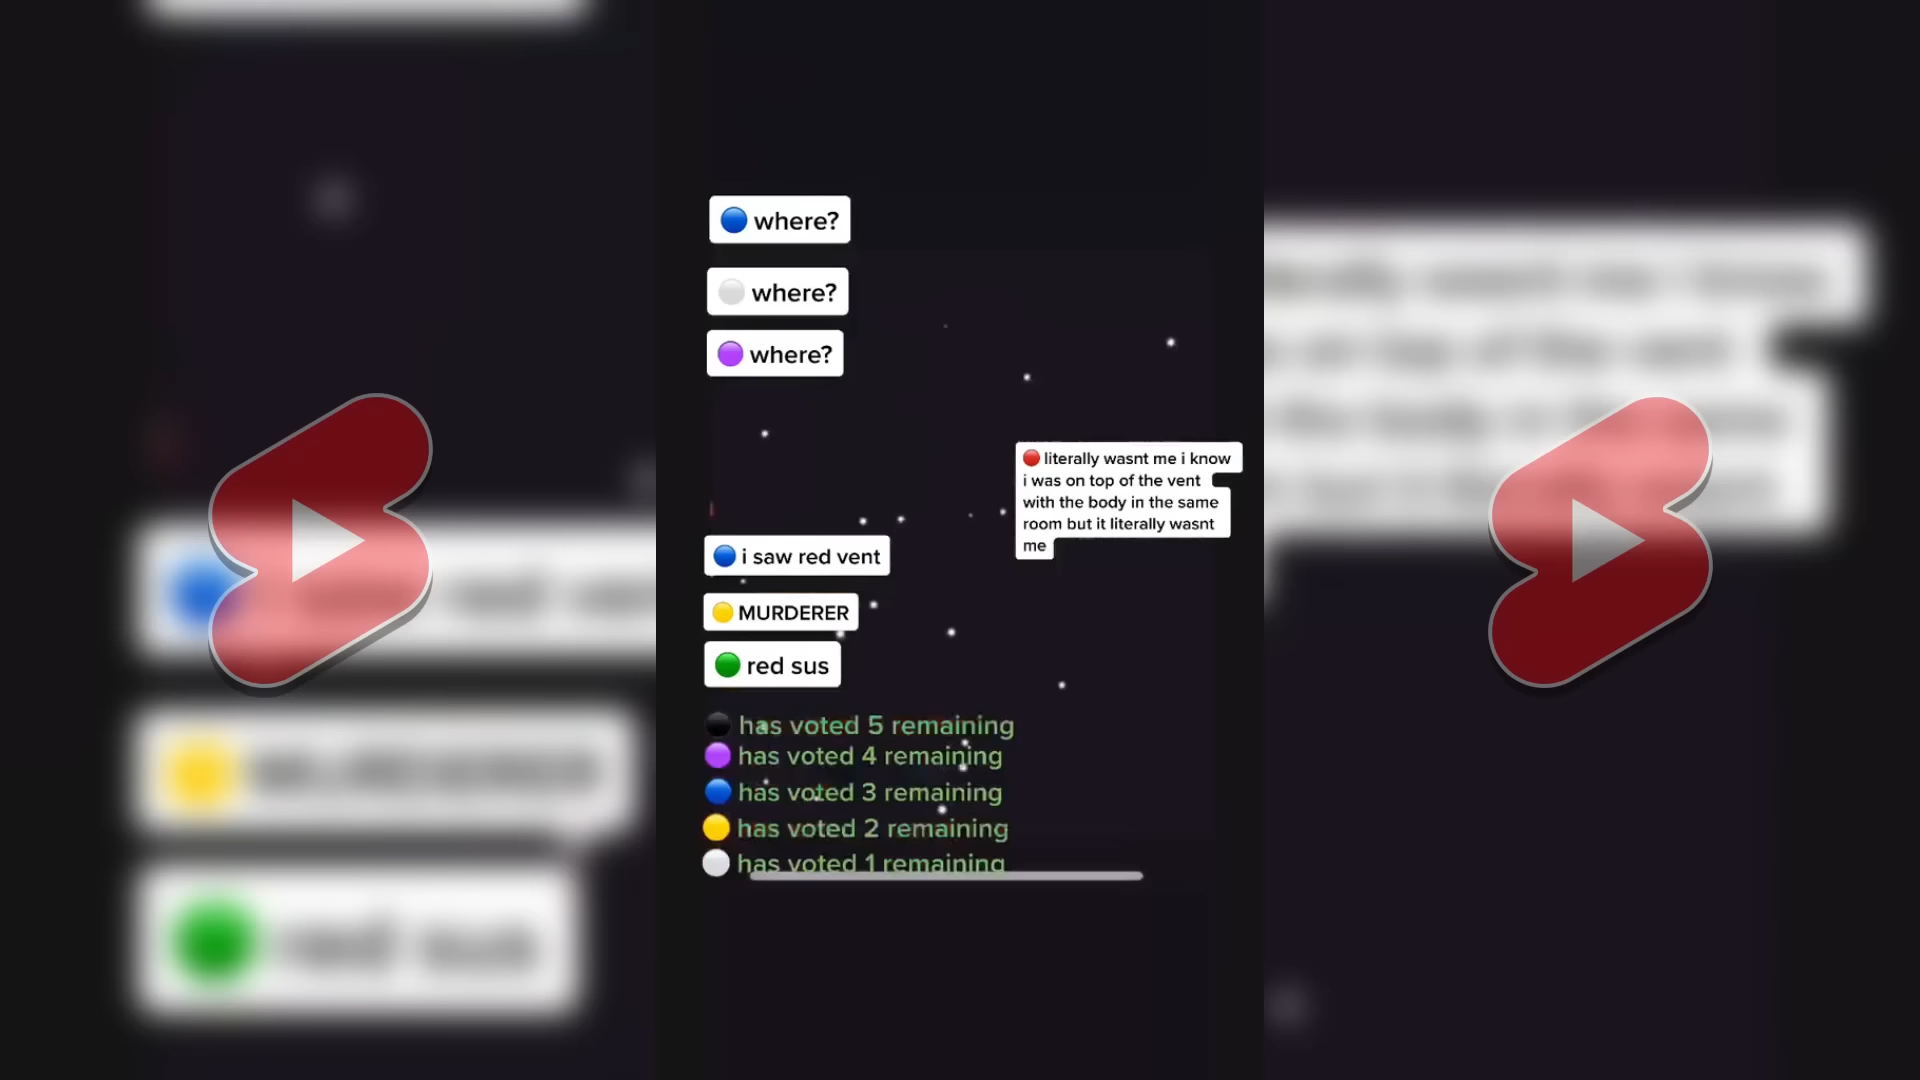 where?
where?
where?
literally wasnt me i know
i was on top of the vent
with the body in the same
room but it literally wasnt
me
i saw red vent
MURDERER
red sus
has voted 5 remaining
has voted 4 remaining
has voted 3 remaining
has voted 2 remaining
has voted 1 remaining